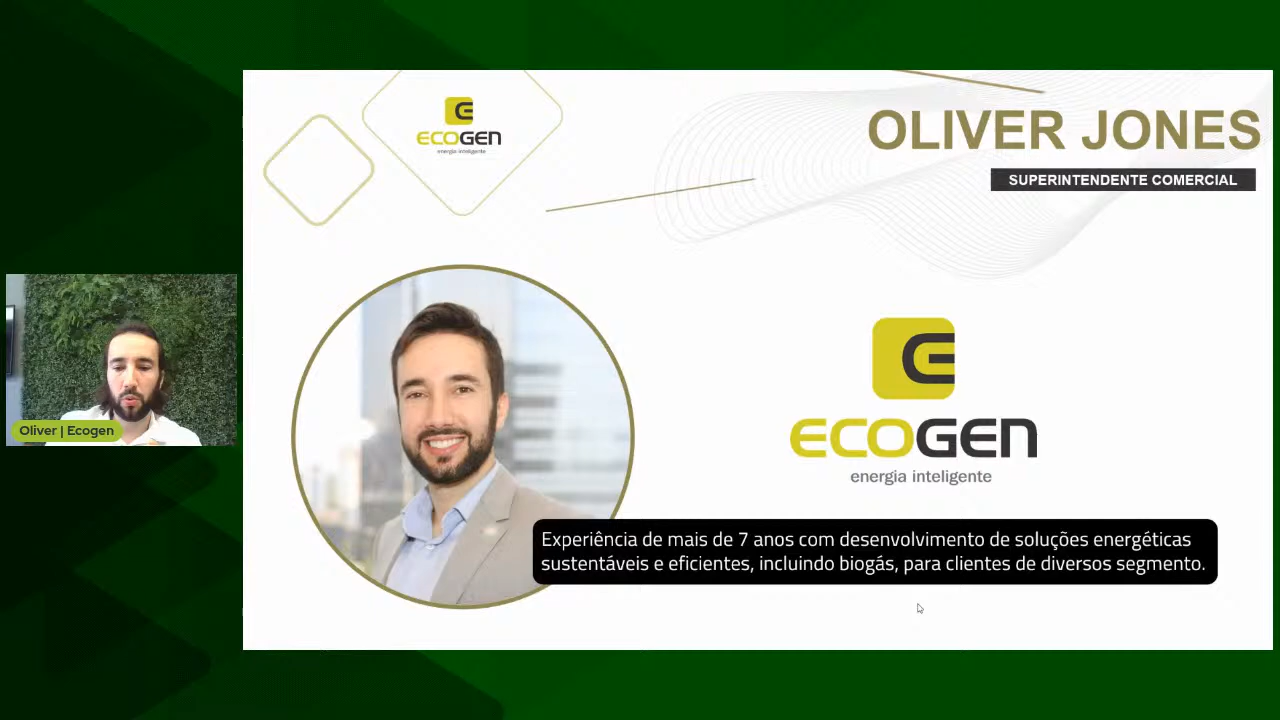 ECOGEN
energia inteligente
OLIVER JONES
SUPERINTENDENTE COMERCIAL
Oliver | Ecogen
ECOGEN
energia inteligente
Experiência de mais de 7 anos com desenvolvimento de soluções energéticas
sustentáveis e eficientes, incluindo biogás, para clientes de diversos segmento.